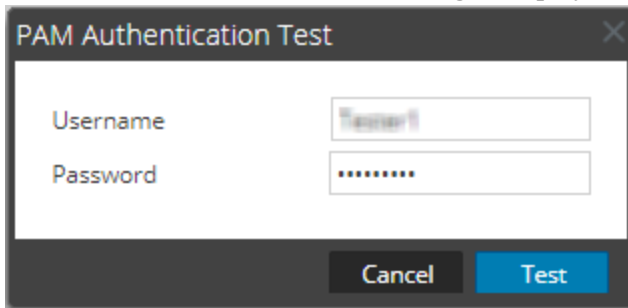 PAM Authentication Test
Username
Password •••••••••
Cancel Test